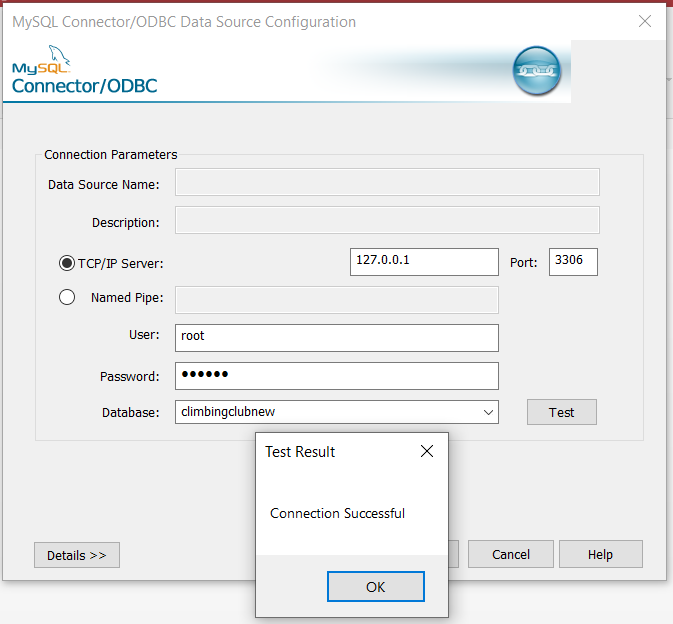 MySQL Connector/ODBC Data Source Configuration
MySQL
Connector/ODBC
Connection Parameters
Data Source Name:
Description:
TCP/IP Server: 127.0.0.1 Port: 3306
Named Pipe:
User: root
Password: ●●●●●●
Database: climbingclubnew Test
Test Result
Connection Successful
Details >> Cancel Help
OK